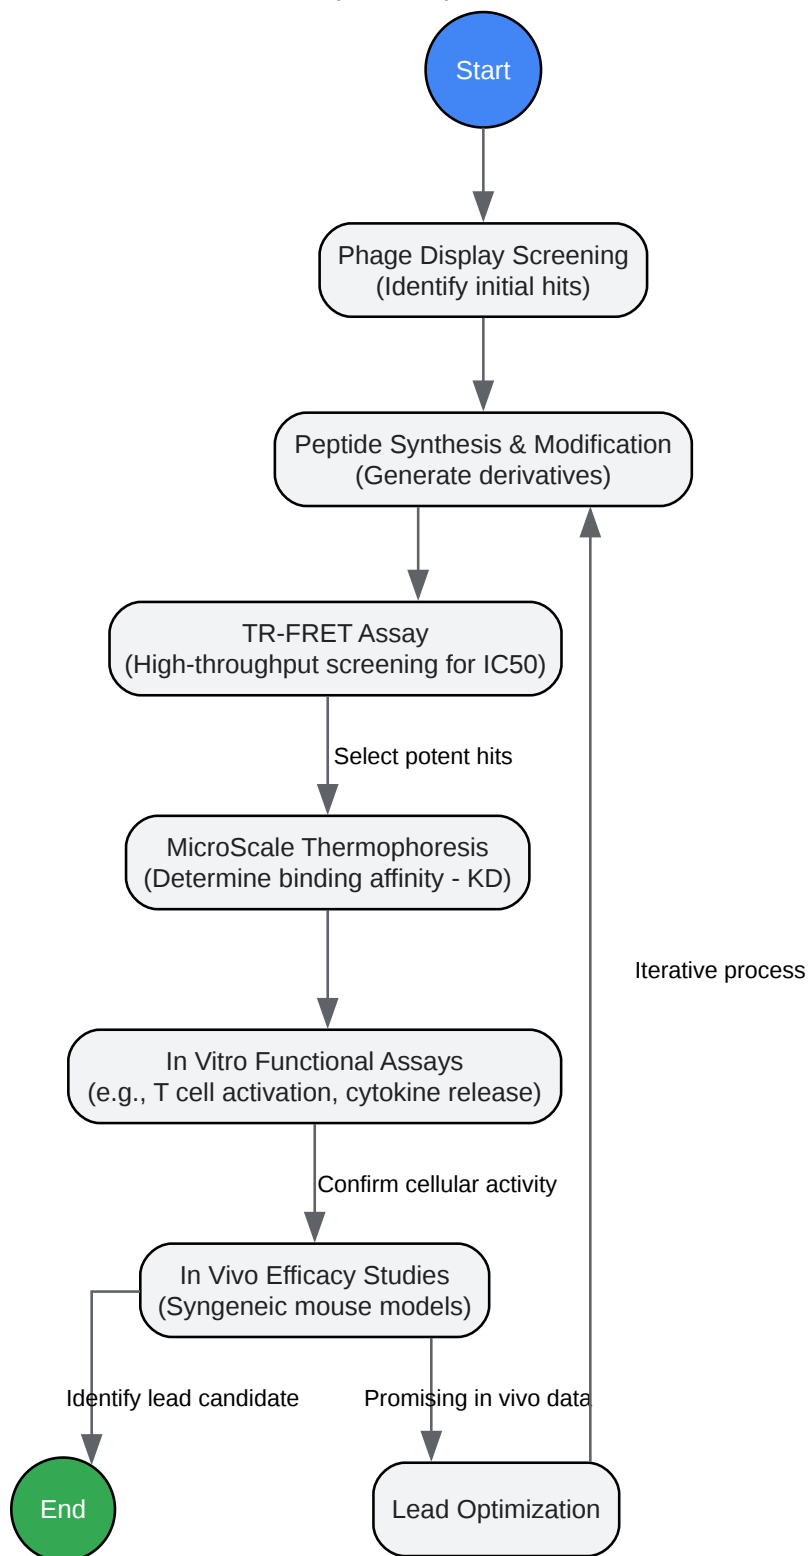 Start
Phage Display Screening
(Identify initial hits)
Peptide Synthesis & Modification
(Generate derivatives)
TR-FRET Assay
(High-throughput screening for IC50)
Select potent hits
MicroScale Thermophoresis
(Determine binding affinity - KD)
Iterative process
In Vitro Functional Assays
(e.g., T cell activation, cytokine release)
Confirm cellular activity
In Vivo Efficacy Studies
(Syngeneic mouse models)
Identify lead candidate
Promising in vivo data
End
Lead Optimization